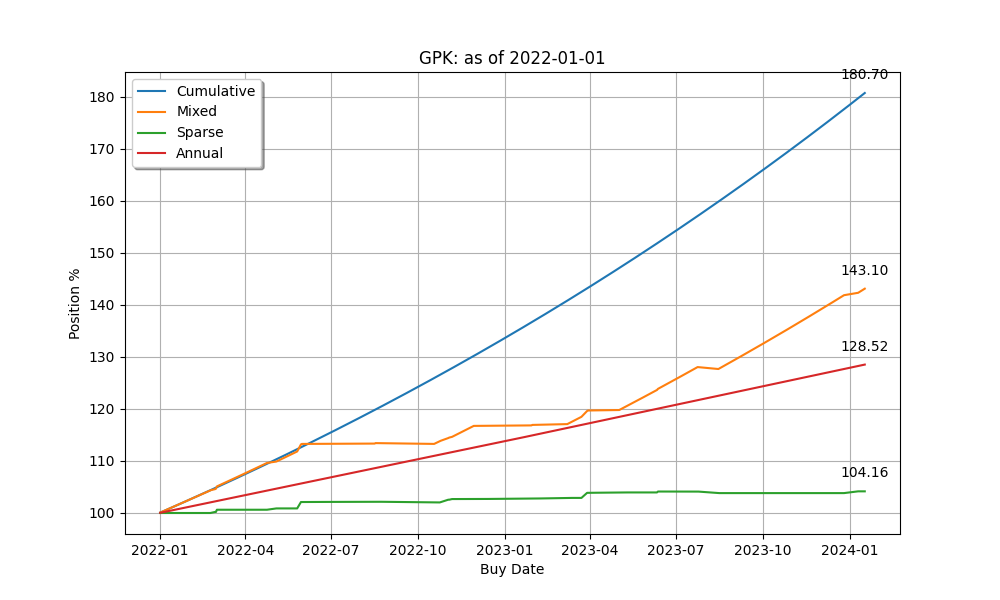 GPK: as of 2022-01-01
180.70
Cumulative
Mixed
Sparse
Annual
180
170
160
150
140
130
120
110
100
143.10
128.52
104.16
Position %
2022-01 2022-04 2022-07 2022-10 2023-01 2023-04 2023-07 2023-10 2024-01
Buy Date